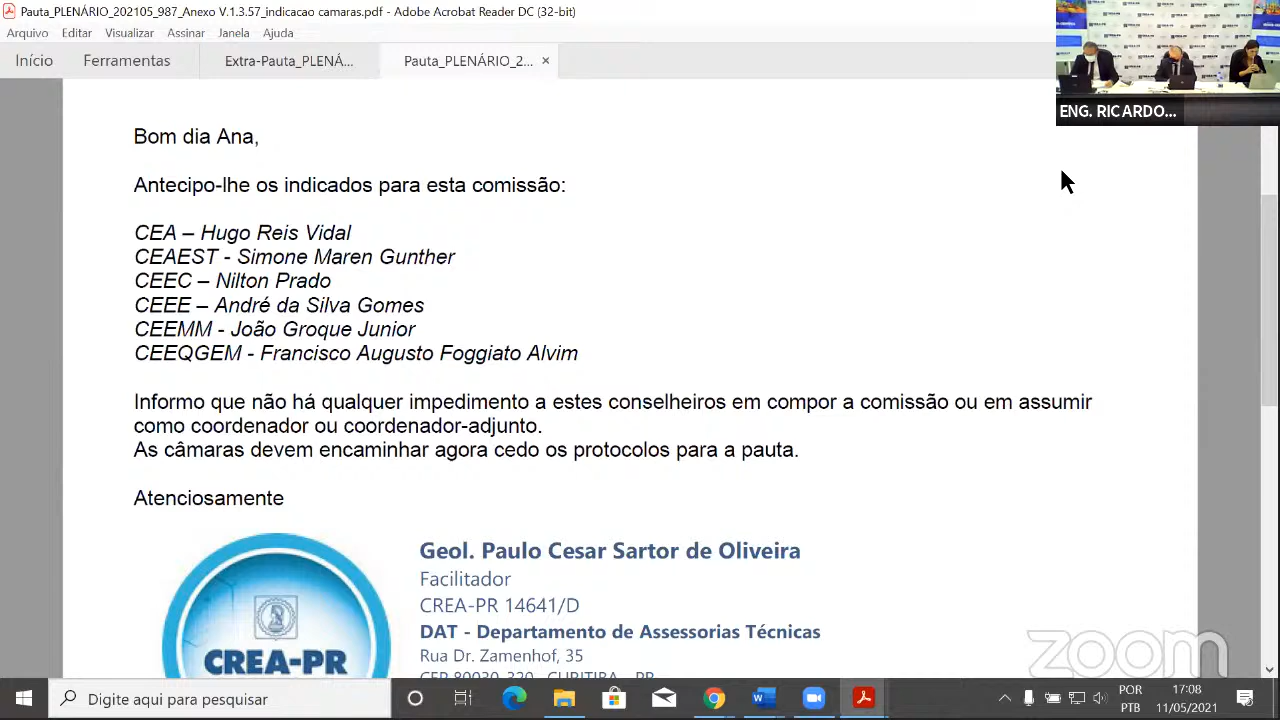 Pauta_PLENÁRIO_202105_987_Anexo V.1.3.57_indicacao camaras.pdf - Adobe Acrobat Reader DC (32-bit)
Arquivo Editar Visualizar Assinar Janela Ajuda
Início Ferramentas Extra-Pauta_PLENÁ... Pauta_PLENÁRIO_2... ×
ENG. RICARDO...
Bom dia Ana,
Antecipo-lhe os indicados para esta comissão:
CEA – Hugo Reis Vidal
CEAEST - Simone Maren Gunther
CEEC – Nilton Prado
CEEE – André da Silva Gomes
CEEMM - João Groque Junior
CEEQGEM - Francisco Augusto Foggiato Alvim
Informo que não há qualquer impedimento a estes conselheiros em compor a comissão ou em assumir
como coordenador ou coordenador-adjunto.
As câmaras devem encaminhar agora cedo os protocolos para a pauta.
Atenciosamente
CREA-PR
Geol. Paulo Cesar Sartor de Oliveira
Facilitador
CREA-PR 14641/D
DAT - Departamento de Assessorias Técnicas
Rua Dr. Zamenhof, 35
CURITIBA PR
zoom
Digite aqui para pesquisar
POR
PTB
17:08
11/05/2021